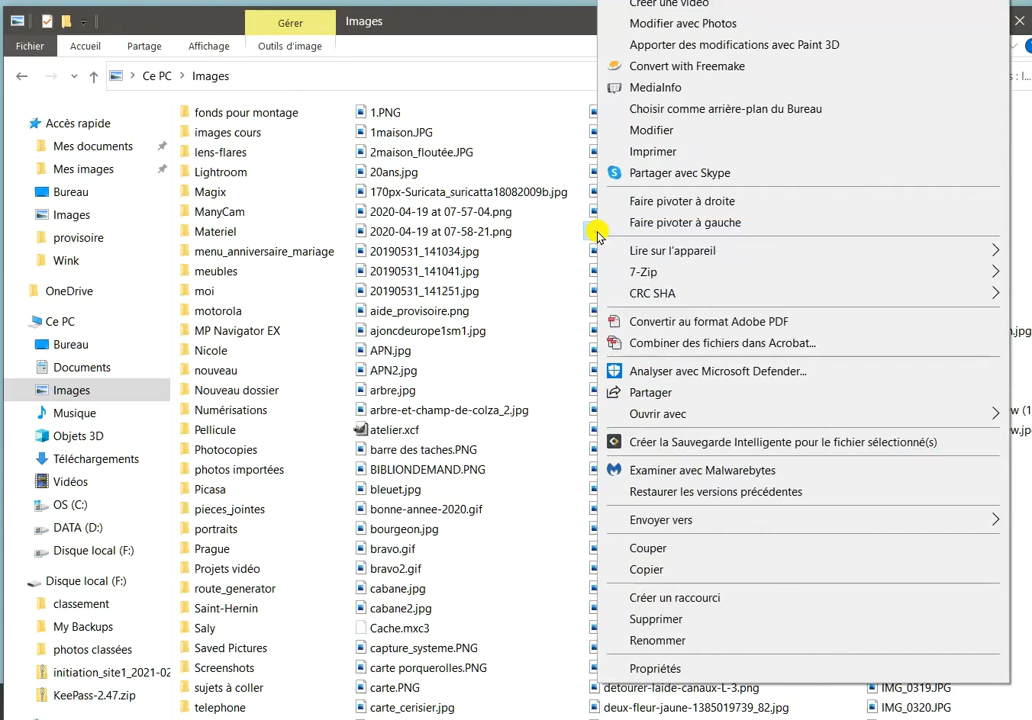 Gérer
Images
Fichier
Accueil
Partage
Affichage
Outils d'image
Ce PC
Images
Accès rapide
Mes documents
Mes images
Bureau
Images
provisoire
Wink
OneDrive
Ce PC
Bureau
Documents
Images
Musique
Objets 3D
Téléchargements
Vidéos
OS (C:)
DATA (D:)
Disque local (F:)
Disque local (F:)
classement
My Backups
photos classées
initiation_site1_2021-02
KeePass-2.47.zip
fonds pour montage
images cours
lens-flares
Lightroom
Magix
ManyCam
Materiel
menu_anniversaire_mariage
meubles
moi
motorola
MP Navigator EX
Nicole
nouveau
Nouveau dossier
Numérisations
Pellicule
Photocopies
photos importées
Picasa
pieces_jointes
portraits
Prague
Projets vidéo
route_generator
Saint-Hernin
Saly
Saved Pictures
Screenshots
sujets à coller
telephone
1.PNG
1maison.JPG
2maison_floutée.JPG
20ans.jpg
170px-Suricata_suricatta18082009b.jpg
2020-04-19 at 07-57-04.png
2020-04-19 at 07-58-21.png
20190531_141034.jpg
20190531_141041.jpg
20190531_141251.jpg
aide_provisoire.png
ajoncdeurope1sm1.jpg
APN.jpg
APN2.jpg
arbre.jpg
arbre-et-champ-de-colza_2.jpg
atelier.xcf
barre des taches.PNG
BIBLIONDEMAND.PNG
bleuet.jpg
bonne-annee-2020.gif
bourgeon.jpg
bravo.gif
bravo2.gif
cabane.jpg
cabane2.jpg
Cache.mxc3
capture_systeme.PNG
carte porquerolles.PNG
carte.PNG
carte_cerisier.jpg
Créer une vidéo
Modifier avec Photos
Apporter des modifications avec Paint 3D
Convert with Freemake
MediaInfo
Choisir comme arrière-plan du Bureau
Modifier
Imprimer
Partager avec Skype
Faire pivoter à droite
Faire pivoter à gauche
Lire sur l'appareil
7-Zip
CRC SHA
Convertir au format Adobe PDF
Combiner des fichiers dans Acrobat...
Analyser avec Microsoft Defender...
Partager
Ouvrir avec
Créer la Sauvegarde Intelligente pour le fichier sélectionné(s)
Examiner avec Malwarebytes
Restaurer les versions précédentes
Envoyer vers
Couper
Copier
Créer un raccourci
Supprimer
Renommer
Propriétés
detourer-laide-canaux-L-3.png
deux-fleur-jaune-1385019739_82.jpg
IMG_0319.JPG
IMG_0320.JPG
: I...
n.jpg
w (1
w.jp